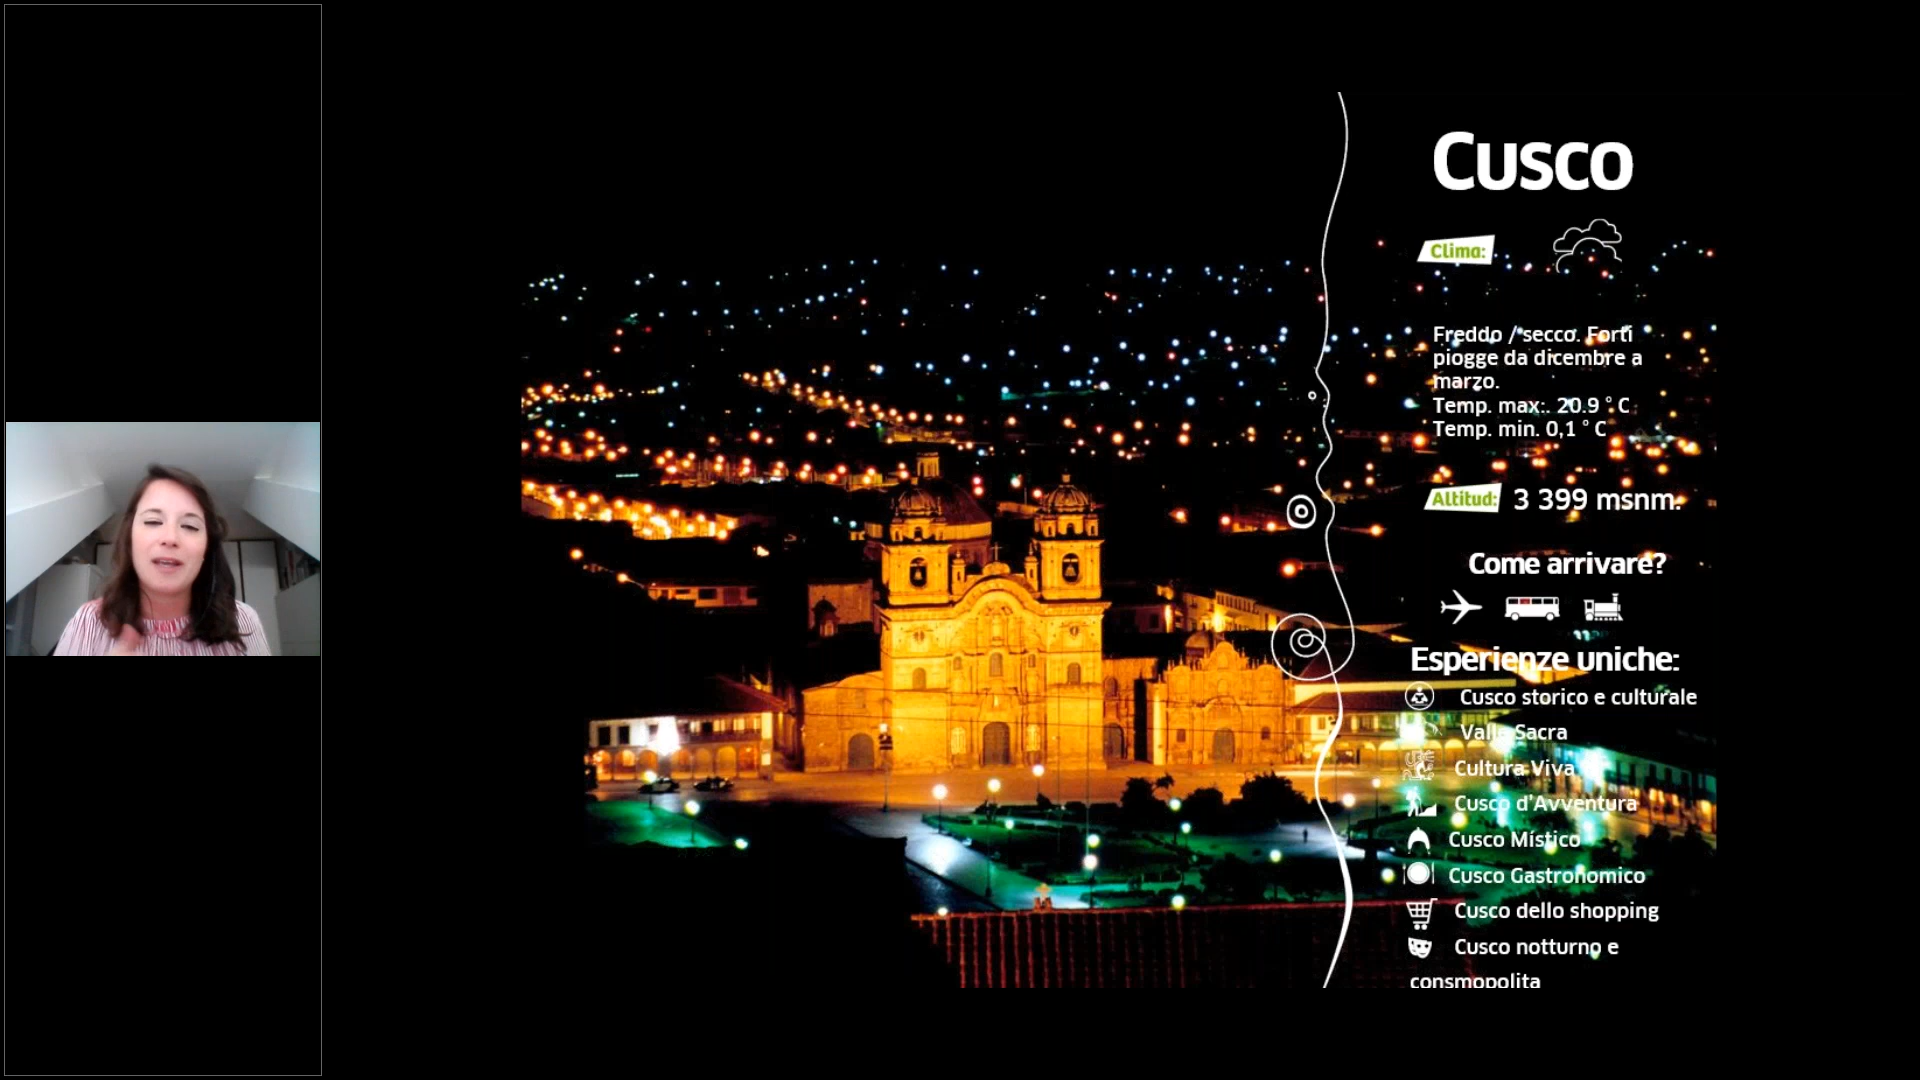 Cusco
Clima:
Freddo / secco. Forti
piogge da dicembre a
marzo.
Temp. max:. 20.9 ° C
Temp. min. 0,1 ° C
Altitud: 3 399 msnm.
Come arrivare?
Esperienze uniche:
Cusco storico e culturale
Valle Sacra
Cultura Viva
Cusco d'Avventura
Cusco Místico
Cusco Gastronomico
Cusco dello shopping
Cusco notturno e
consmopolita